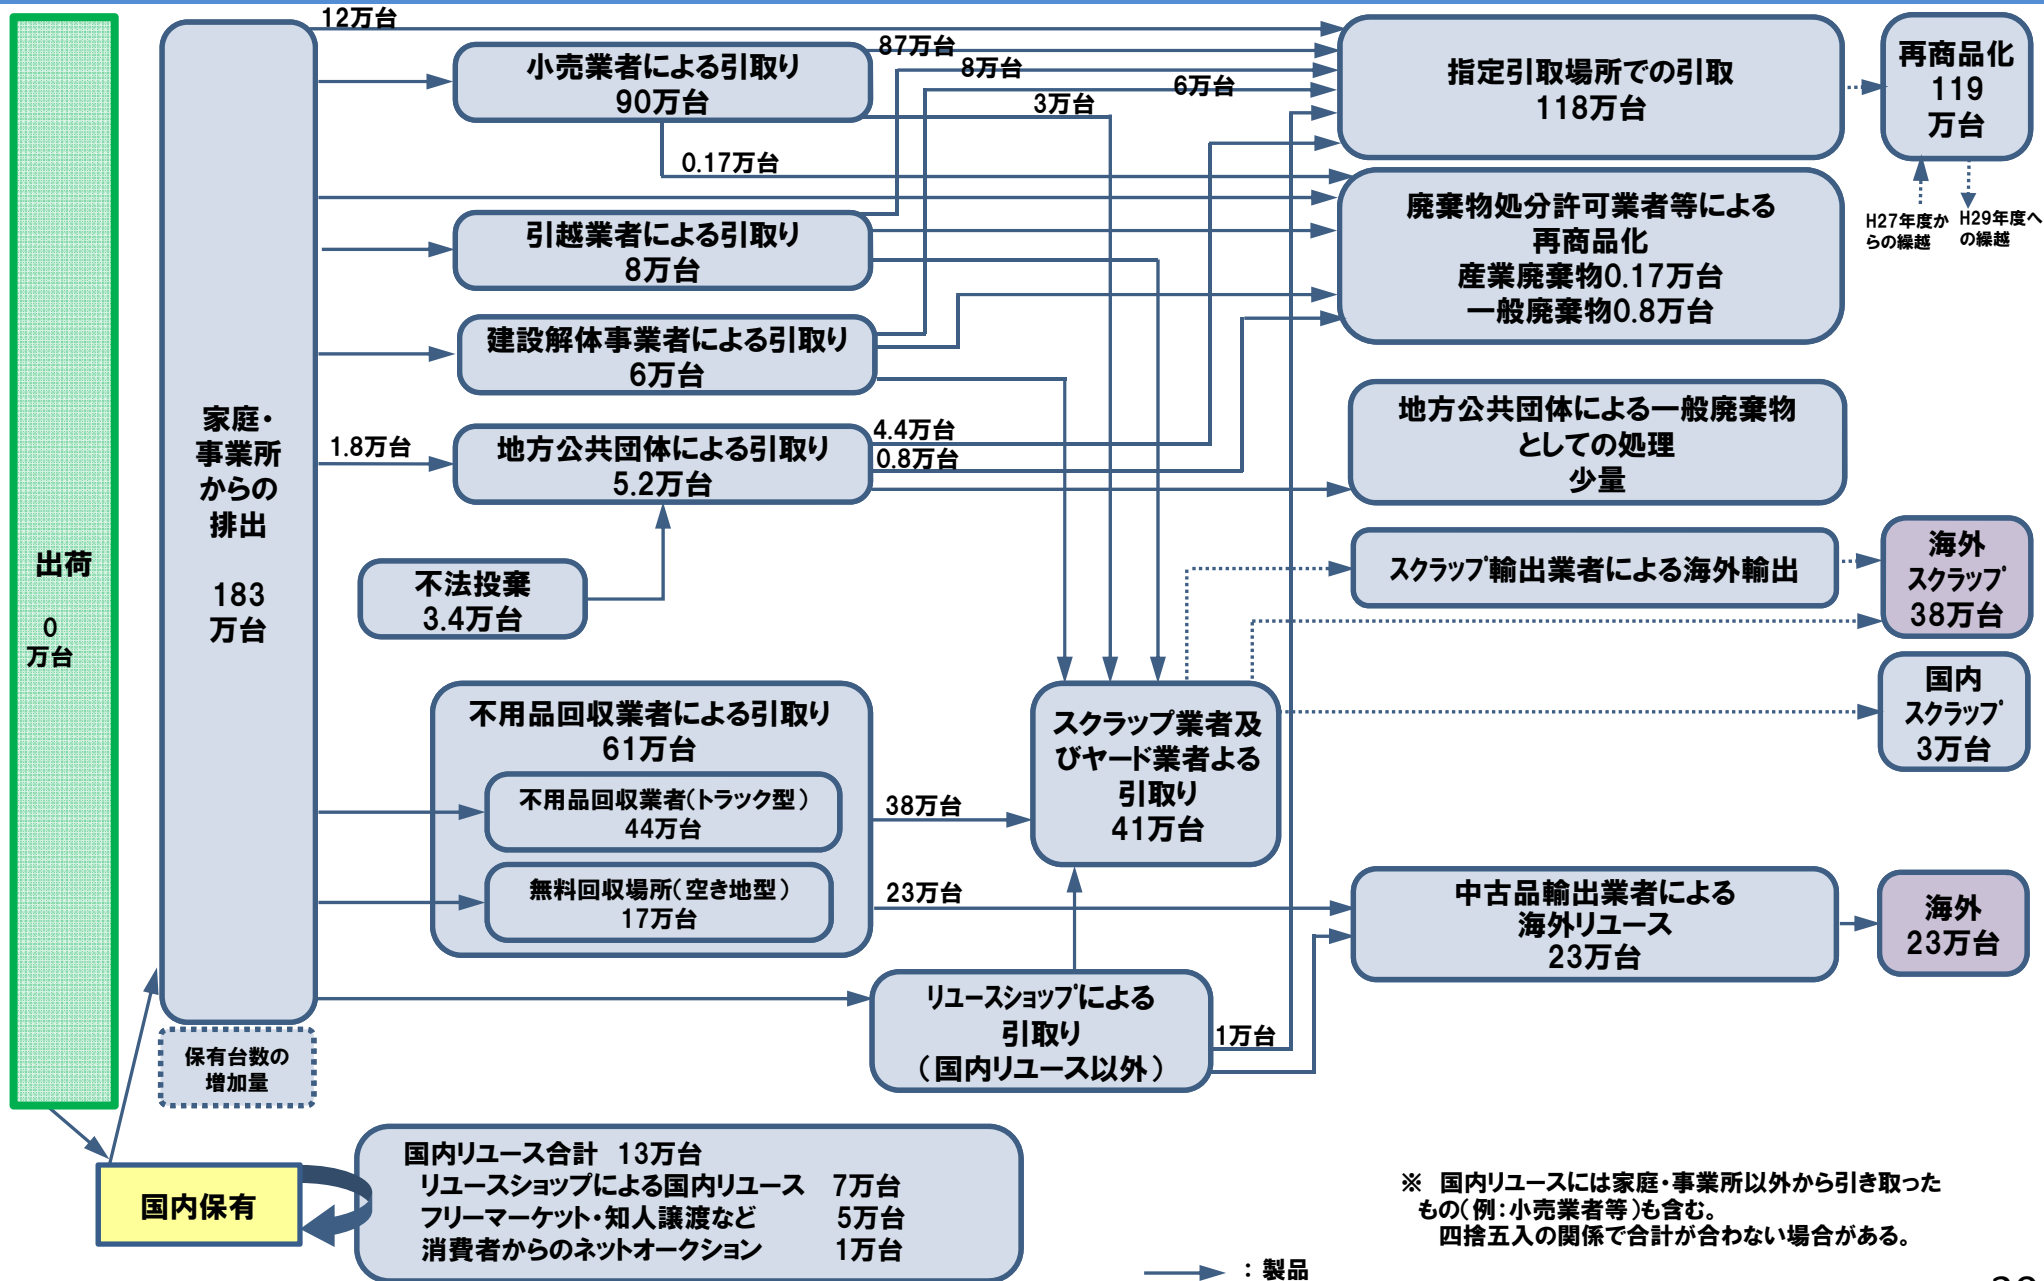 出荷
0
万台
家庭・
事業所
からの
排出
183
万台
保有台数の
増加量
国内保有
12万台
小売業者による引取り
90万台
87万台
8万台
6万台
3万台
0.17万台
引越業者による引取り
8万台
建設解体事業者による引取り
6万台
1.8万台
地方公共団体による引取り
5.2万台
4.4万台
0.8万台
不法投棄
3.4万台
不用品回収業者による引取り
61万台
不用品回収業者(トラック型)
44万台
無料回収場所(空き地型)
17万台
38万台
23万台
スクラップ業者及
びヤード業者よる
引取り
41万台
リユースショップによる
引取り
(国内リユース以外)
1万台
指定引取場所での引取
118万台
再商品化
119
万台
H27年度か
らの繰越
H29年度へ
の繰越
廃棄物処分許可業者等による
再商品化
産業廃棄物0.17万台
一般廃棄物0.8万台
地方公共団体による一般廃棄物
としての処理
少量
スクラップ輸出業者による海外輸出
海外
スクラップ
38万台
国内
スクラップ
3万台
中古品輸出業者による
海外リユース
23万台
海外
23万台
国内リユース合計 13万台
リユースショップによる国内リユース 7万台
フリーマーケット・知人譲渡など 5万台
消費者からのネットオークション 1万台
※ 国内リユースには家庭・事業所以外から引き取った
もの(例:小売業者等)も含む。
四捨五入の関係で合計が合わない場合がある。
:製品